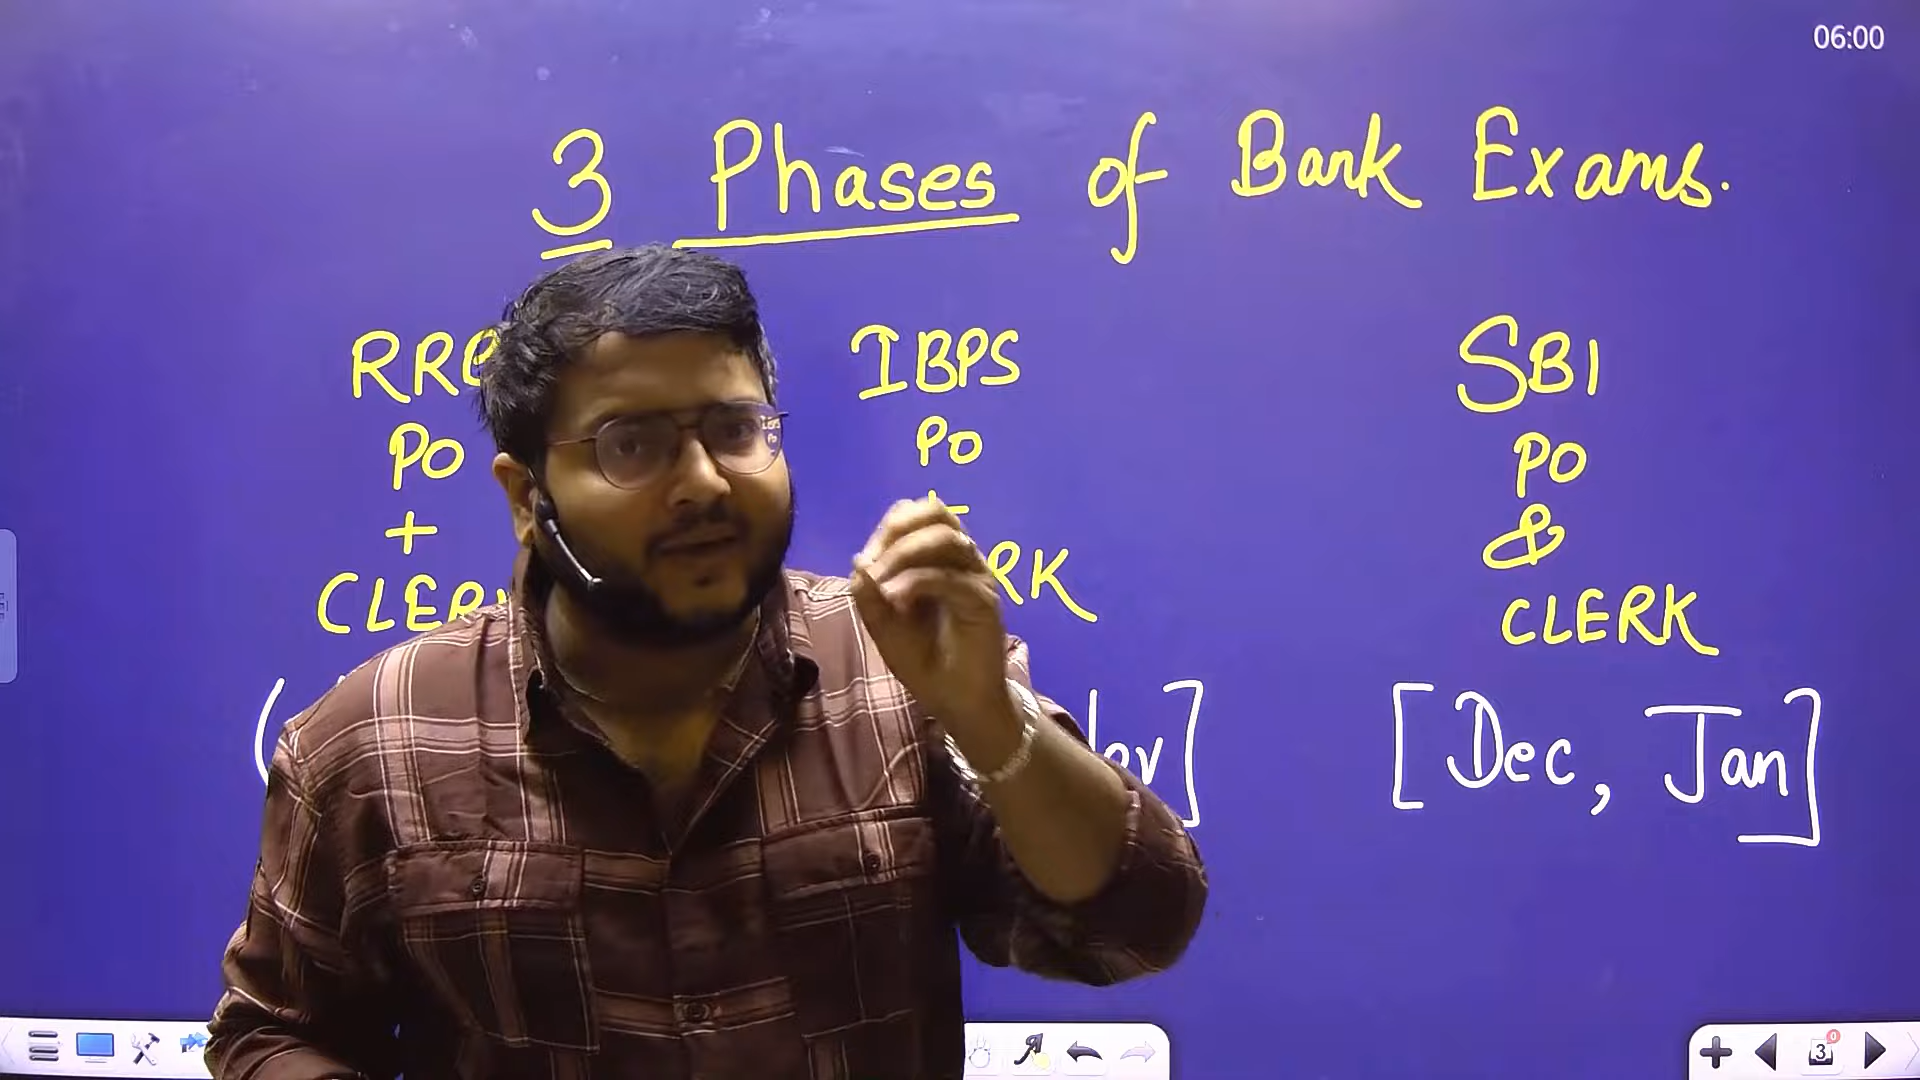 06:00
3 Phases of Bank Exams.
IBPS
SBI
PO
PO
PO
+
+
&
CLERK
[Dec, Jan]
3